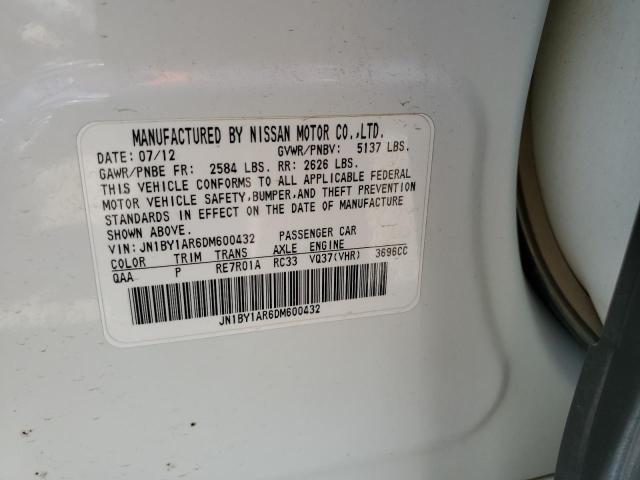 MANUFACTURED BY NISSAN MOTOR CO.,LTD.
DATE: 07/12 GVWR/PNBV: 5137 LBS.
GAWR/PNBE FR: 2584 LBS. RR: 2626 LBS.
THIS VEHICLE CONFORMS TO ALL APPLICABLE FEDERAL
MOTOR VEHICLE SAFETY,BUMPER,AND THEFT PREVENTION
STANDARDS IN EFFECT ON THE DATE OF MANUFACTURE
SHOWN ABOVE.
VIN: JN1BY1AR6DM600432 PASSENGER CAR
COLOR TRIM TRANS AXLE ENGINE
QAA P RE7R01A RC33 VQ37(VHR) 3696CC
JN1BY1AR6DM600432